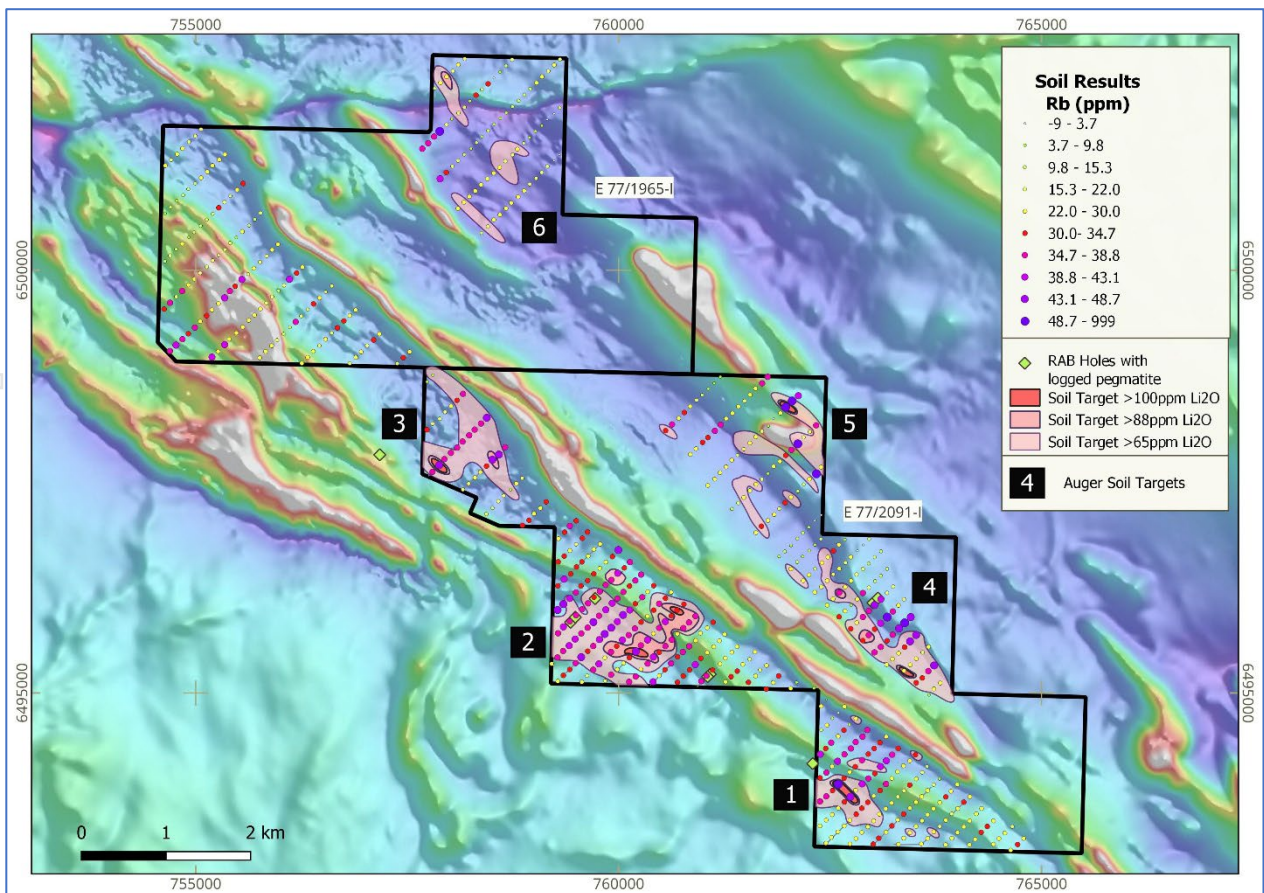 755000
760000
765000
Soil Results
Rb (ppm)
-9 - 3.7
3.7 - 9.8
9.8 - 15.3
15.3 - 22.0
22.0 - 30.0
30.0 - 34.7
34.7 - 38.8
38.8 - 43.1
43.1 - 48.7
48.7 - 999
RAB Holes with
logged pegmatite
Soil Target >100ppm Li2O
Soil Target >88ppm Li2O
Soil Target >65ppm Li2O
4 Auger Soil Targets
E 77/1965-I
6
6500000
6500000
3
5
E 77/2091-I
4
2
6495000
6495000
1
0 1 2 km
755000
760000
765000